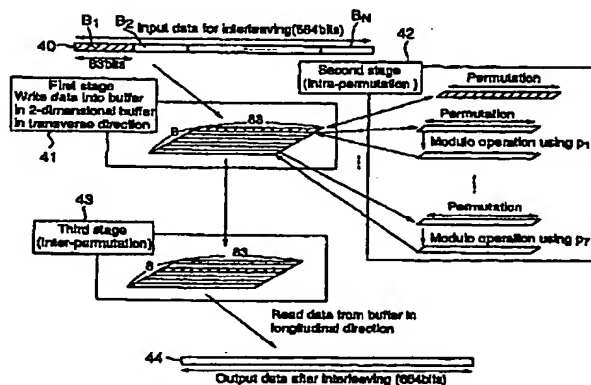 B1
B2
BN
Input data for interleaving(664bits)
40
83bits
42
First stage
Write data into buffer
in 2-dimensional buffer
in transverse direction
41
8
83
Second stage
(intra-permutation)
Permutation
Permutation
Modulo operation using p1
Permutation
Modulo operation using p7
43
Third stage
(inter-permutation)
8
83
Read data from buffer in
longitudinal direction
44
Output data after interleaving (664bits)